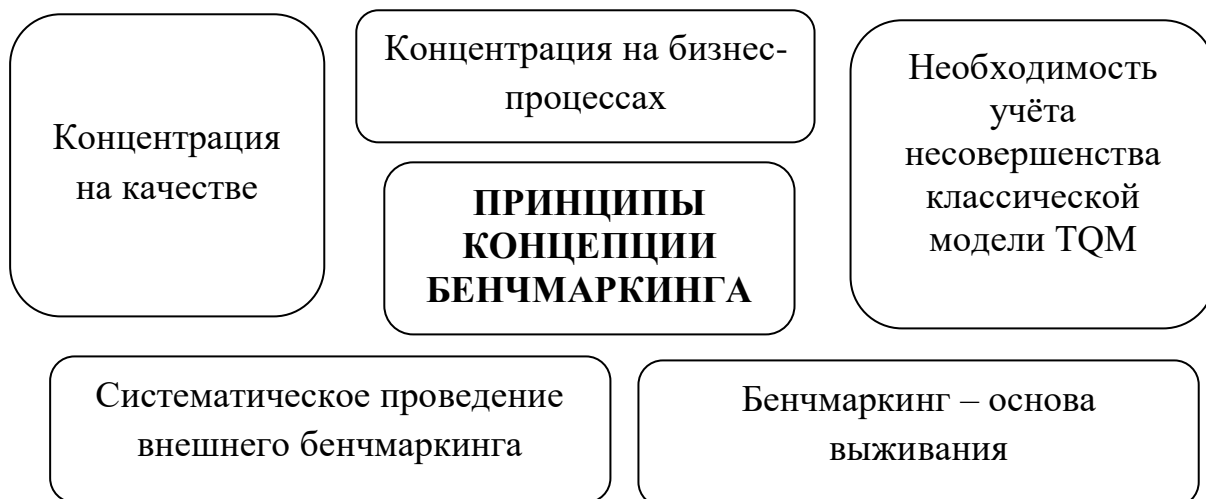 Концентрация
на качестве
Концентрация на бизнес-
процессах
Необходимость
учёта
несовершенства
классической
модели TQM
ПРИНЦИПЫ
КОНЦЕПЦИИ
БЕНЧМАРКИНГА
Систематическое проведение
внешнего бенчмаркинга
Бенчмаркинг – основа
выживания